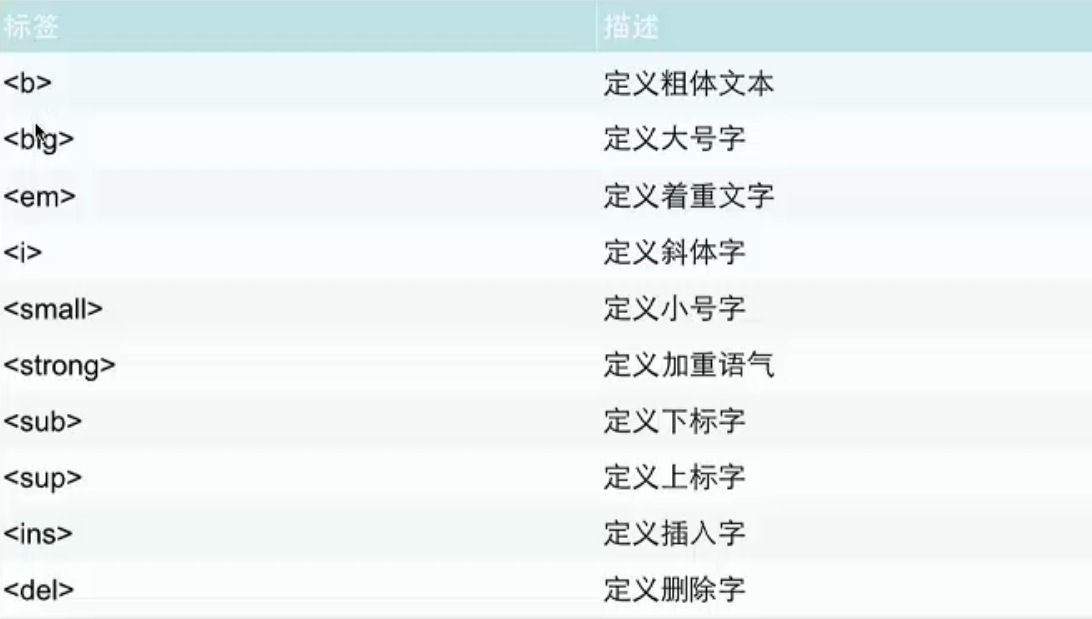 标签 描述
<b> 定义粗体文本
<big> 定义大号字
<em> 定义着重文字
<i> 定义斜体字
<small> 定义小号字
<strong> 定义加重语气
<sub> 定义下标字
<sup> 定义上标字
<ins> 定义插入字
<del> 定义删除字